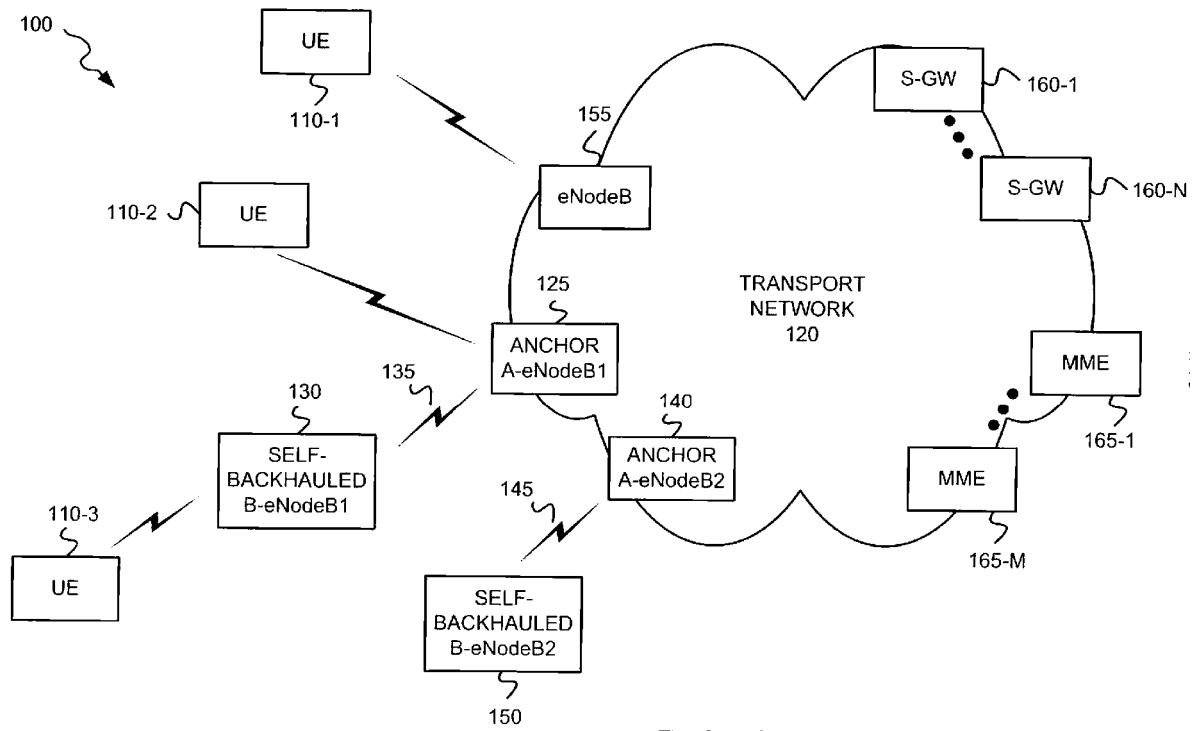 100
UE
110-1
S-GW
160-1
155
eNodeB
S-GW
160-N
110-2
UE
125
TRANSPORT
NETWORK
120
ANCHOR
A-eNodeB1
135
MME
165-1
130
SELF-
BACKHAULED
B-eNodeB1
140
ANCHOR
A-eNodeB2
MME
165-M
145
110-3
UE
SELF-
BACKHAULED
B-eNodeB2
150